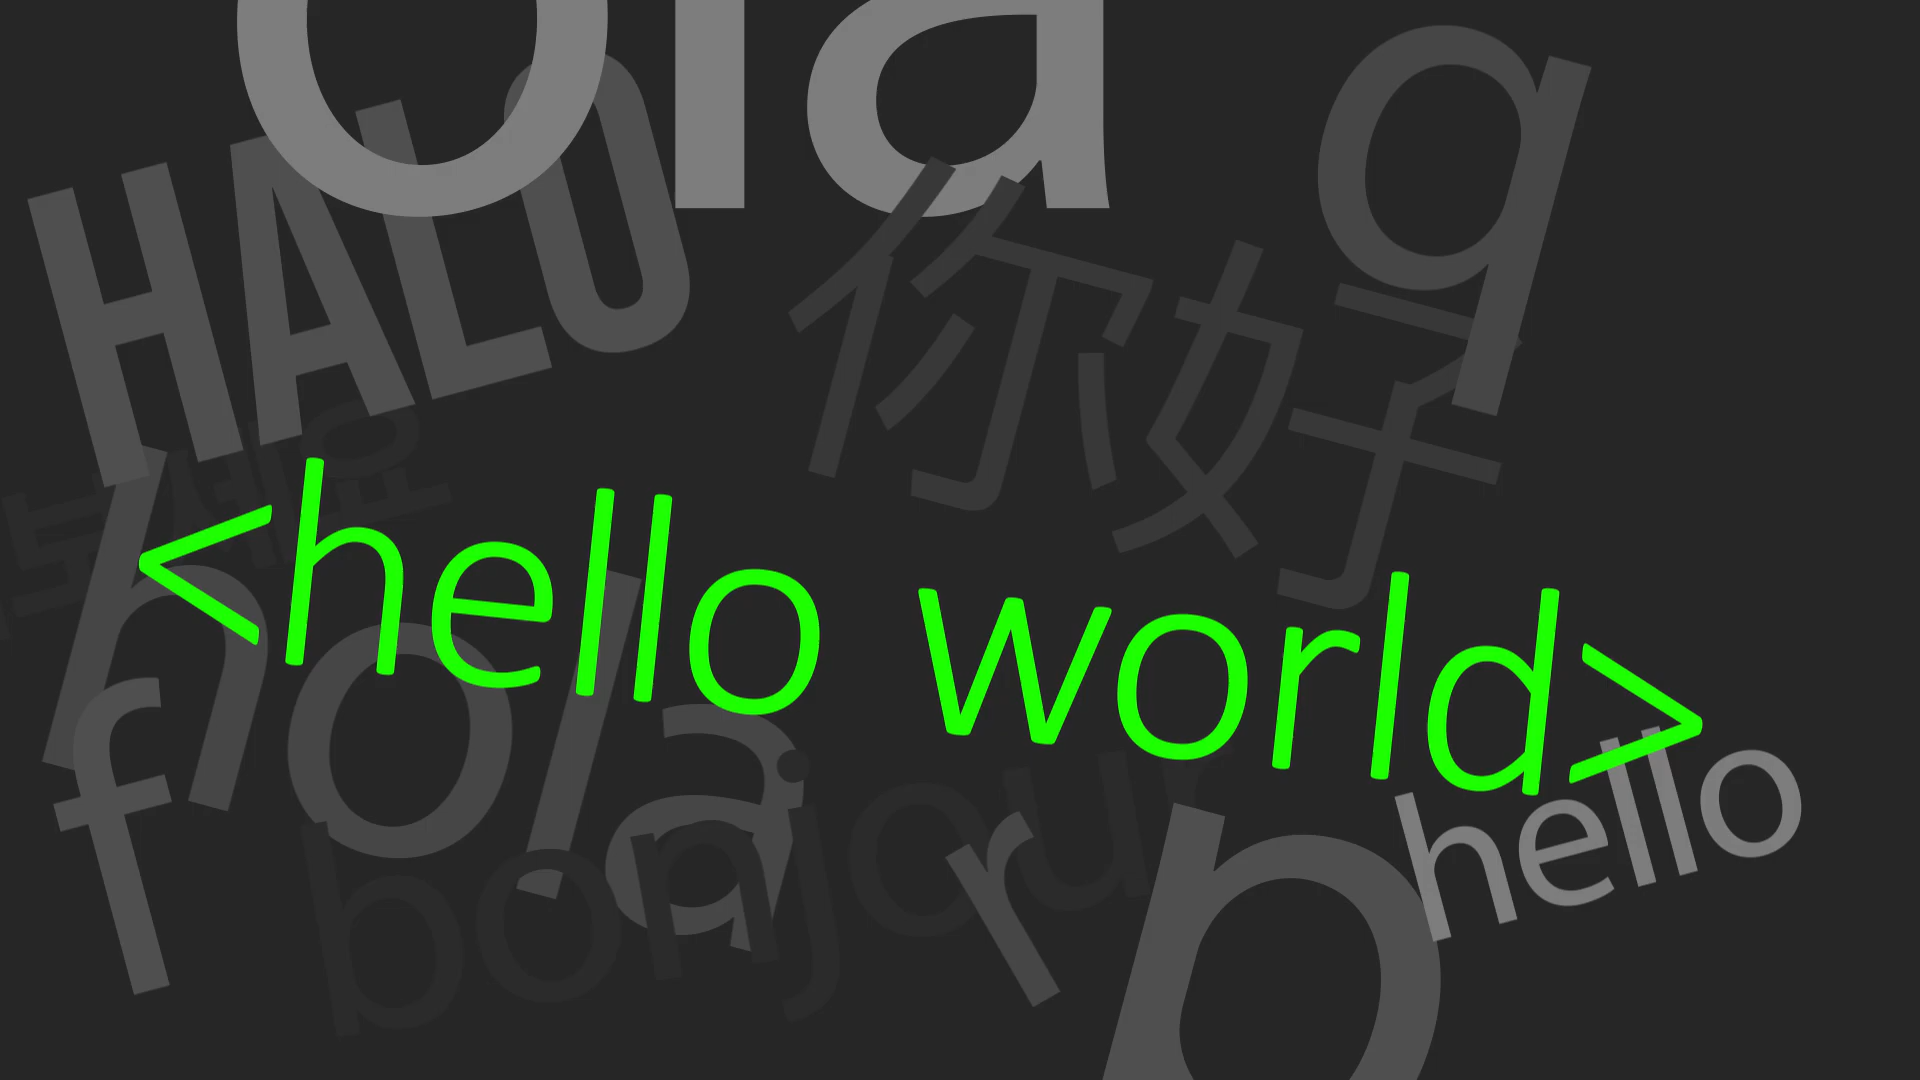 ola
HALO
q
你好
<hello world>
hola
f
bonjour
r
p
hello